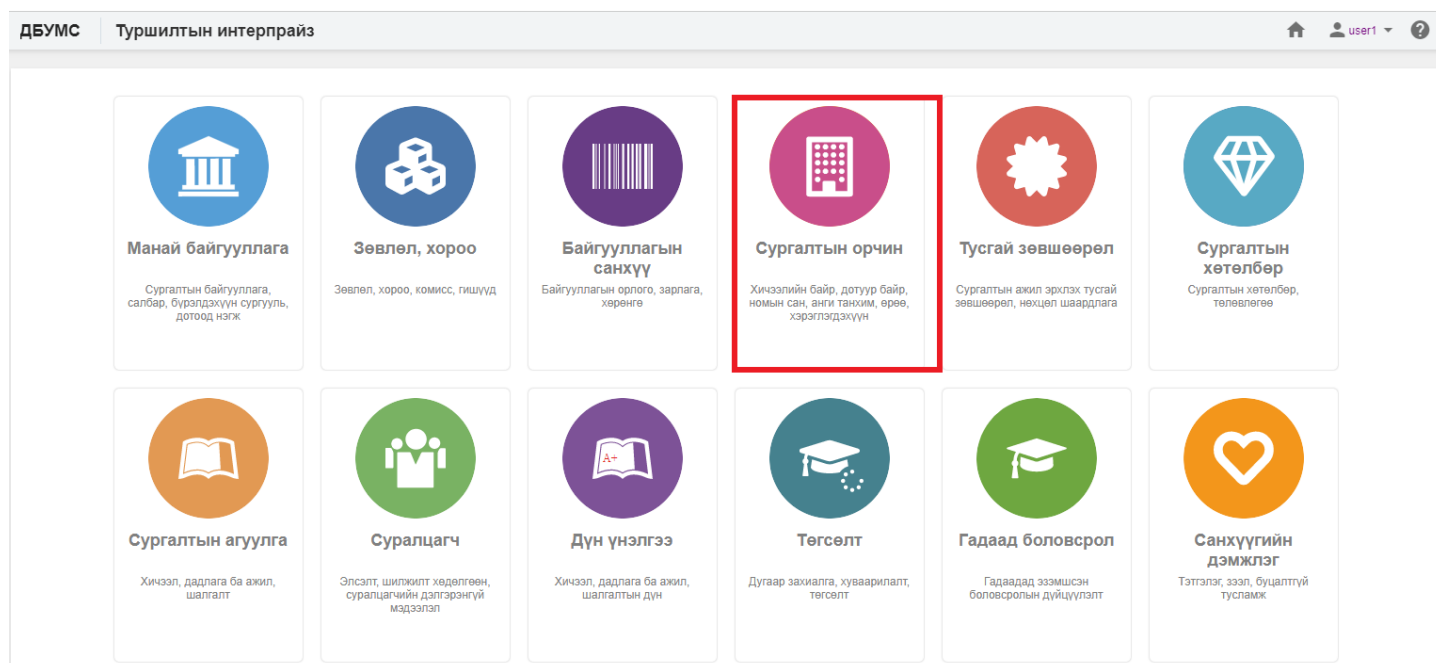 ДБУМС Туршилтын интерпрайз user1
Манай байгууллага
Сургалтын байгууллага,
салбар, бүрэлдэхүүн сургууль,
дотоод нэгж
Зөвлөл, хороо
Зөвлөл, хороо, комисс, гишүүд
Байгууллагын
санхүү
Байгууллагын орлого, зарлага,
хөрөнгө
Сургалтын орчин
Хичээлийн байр, дотуур байр,
номын сан, анги танхим, өрөө,
хэрэглэгдэхүүн
Тусгай зөвшөөрөл
Сургалтын ажил эрхлэх тусгай
зөвшөөрөл, нөхцөл шаардлага
Сургалтын
хөтөлбөр
Сургалтын хөтөлбөр,
төлөвлөгөө
Сургалтын агуулга
Хичээл, дадлага ба ажил,
шалгалт
Суралцагч
Элсэлт, шилжилт хөдөлгөөн,
суралцагчийн дэлгэрэнгүй
мэдээлэл
A+
Дүн үнэлгээ
Хичээл, дадлага ба ажил,
шалгалтын дүн
Төгсөлт
Дугаар захиалга, хуваарилалт,
төгсөлт
Гадаад боловсрол
Гадаадад эзэмшсэн
боловсролын дүйцүүлэлт
Санхүүгийн
дэмжлэг
Тэтгэлэг, зээл, буцалтгүй
тусламж